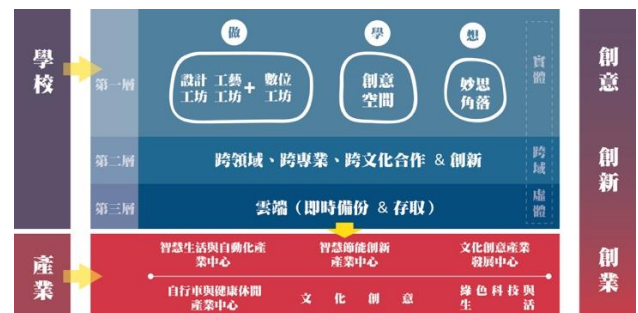 做 學 想
學校
第一層
設計 工藝 + 數位
工坊 工坊 工坊
創意
空間
妙思
角落
實體
第二層
跨領域、跨專業、跨文化合作 & 創新
跨域
第三層
雲端（即時備份 & 存取）
虛體
產業
智慧生活與自動化產
業中心
智慧節能創新
產業中心
文化創意產業
發展中心
自行車與健康休閒
產業中心
文化創意
綠色科技與
生活
創意
創新
創業